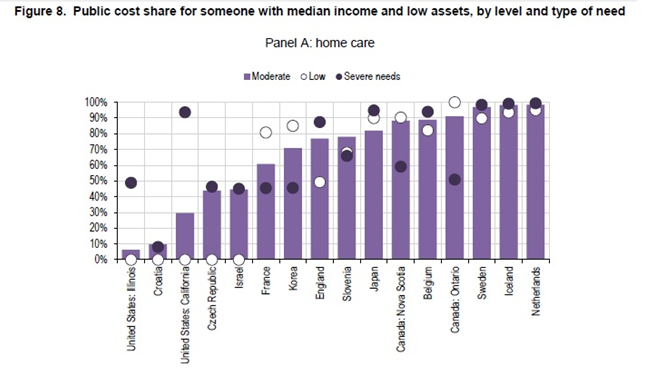 Figure 8. Public cost share for someone with median income and low assets, by level and type of need
Panel A: home care
Moderate Low Severe needs
100%
90%
80%
70%
60%
50%
40%
30%
20%
10%
0%
United States: Illinois
Croatia
United States: California
Czech Republic
Israel
France
Korea
England
Slovenia
Japan
Canada: Nova Scotia
Belgium
Canada: Ontario
Sweden
Iceland
Netherlands